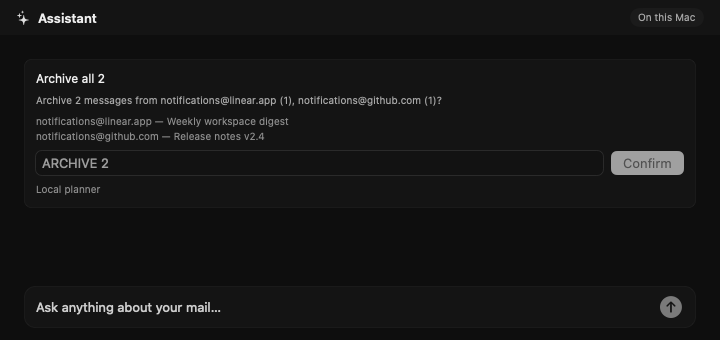 Assistant
On this Mac
Archive all 2
Archive 2 messages from notifications@linear.app (1), notifications@github.com (1)?
notifications@linear.app — Weekly workspace digest
notifications@github.com — Release notes v2.4
ARCHIVE 2
Confirm
Local planner
Ask anything about your mail...